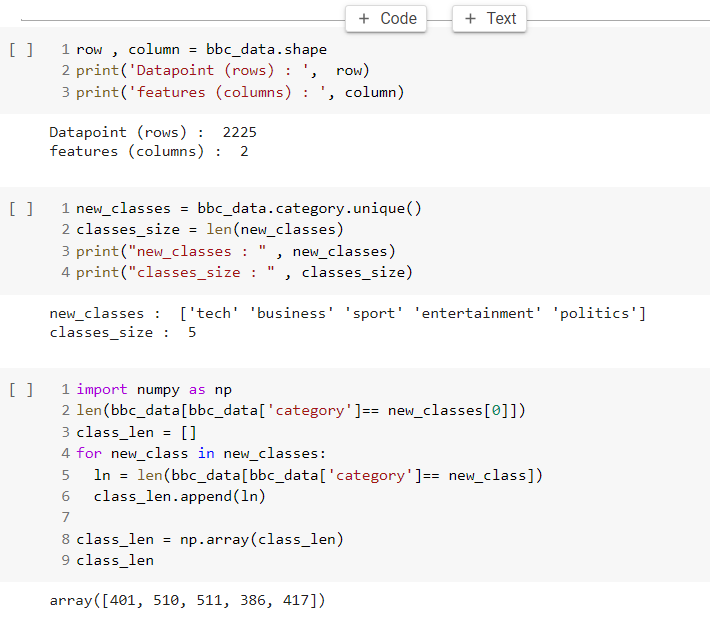 + Code + Text
[ ] 1 row , column = bbc_data.shape
2 print('Datapoint (rows) : ',  row)
3 print('features (columns) : ', column)
Datapoint (rows) :  2225
features (columns) :  2
[ ] 1 new_classes = bbc_data.category.unique()
2 classes_size = len(new_classes)
3 print("new_classes : " , new_classes)
4 print("classes_size : " , classes_size)
new_classes :  ['tech' 'business' 'sport' 'entertainment' 'politics']
classes_size :  5
[ ] 1 import numpy as np
2 len(bbc_data[bbc_data['category']== new_classes[0]])
3 class_len = []
4 for new_class in new_classes:
5   ln = len(bbc_data[bbc_data['category']== new_class])
6   class_len.append(ln)
7
8 class_len = np.array(class_len)
9 class_len
array([401, 510, 511, 386, 417])